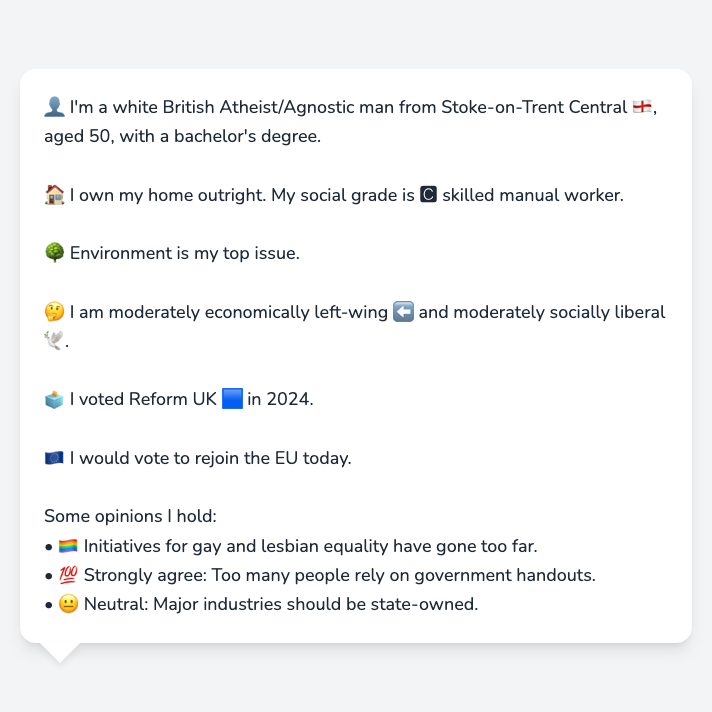 👤 I'm a white British Atheist/Agnostic man from Stoke-on-Trent Central 🏴󠁧󠁢󠁥󠁮󠁧󠁿,
aged 50, with a bachelor's degree.
🏠 I own my home outright. My social grade is 🅲 skilled manual worker.
🌳 Environment is my top issue.
🤔 I am moderately economically left-wing ⬅️ and moderately socially liberal
🕊️.
🗳️ I voted Reform UK 🟦 in 2024.
🇪🇺 I would vote to rejoin the EU today.
Some opinions I hold:
• 🏳️‍🌈 Initiatives for gay and lesbian equality have gone too far.
• 💯 Strongly agree: Too many people rely on government handouts.
• 😐 Neutral: Major industries should be state-owned.